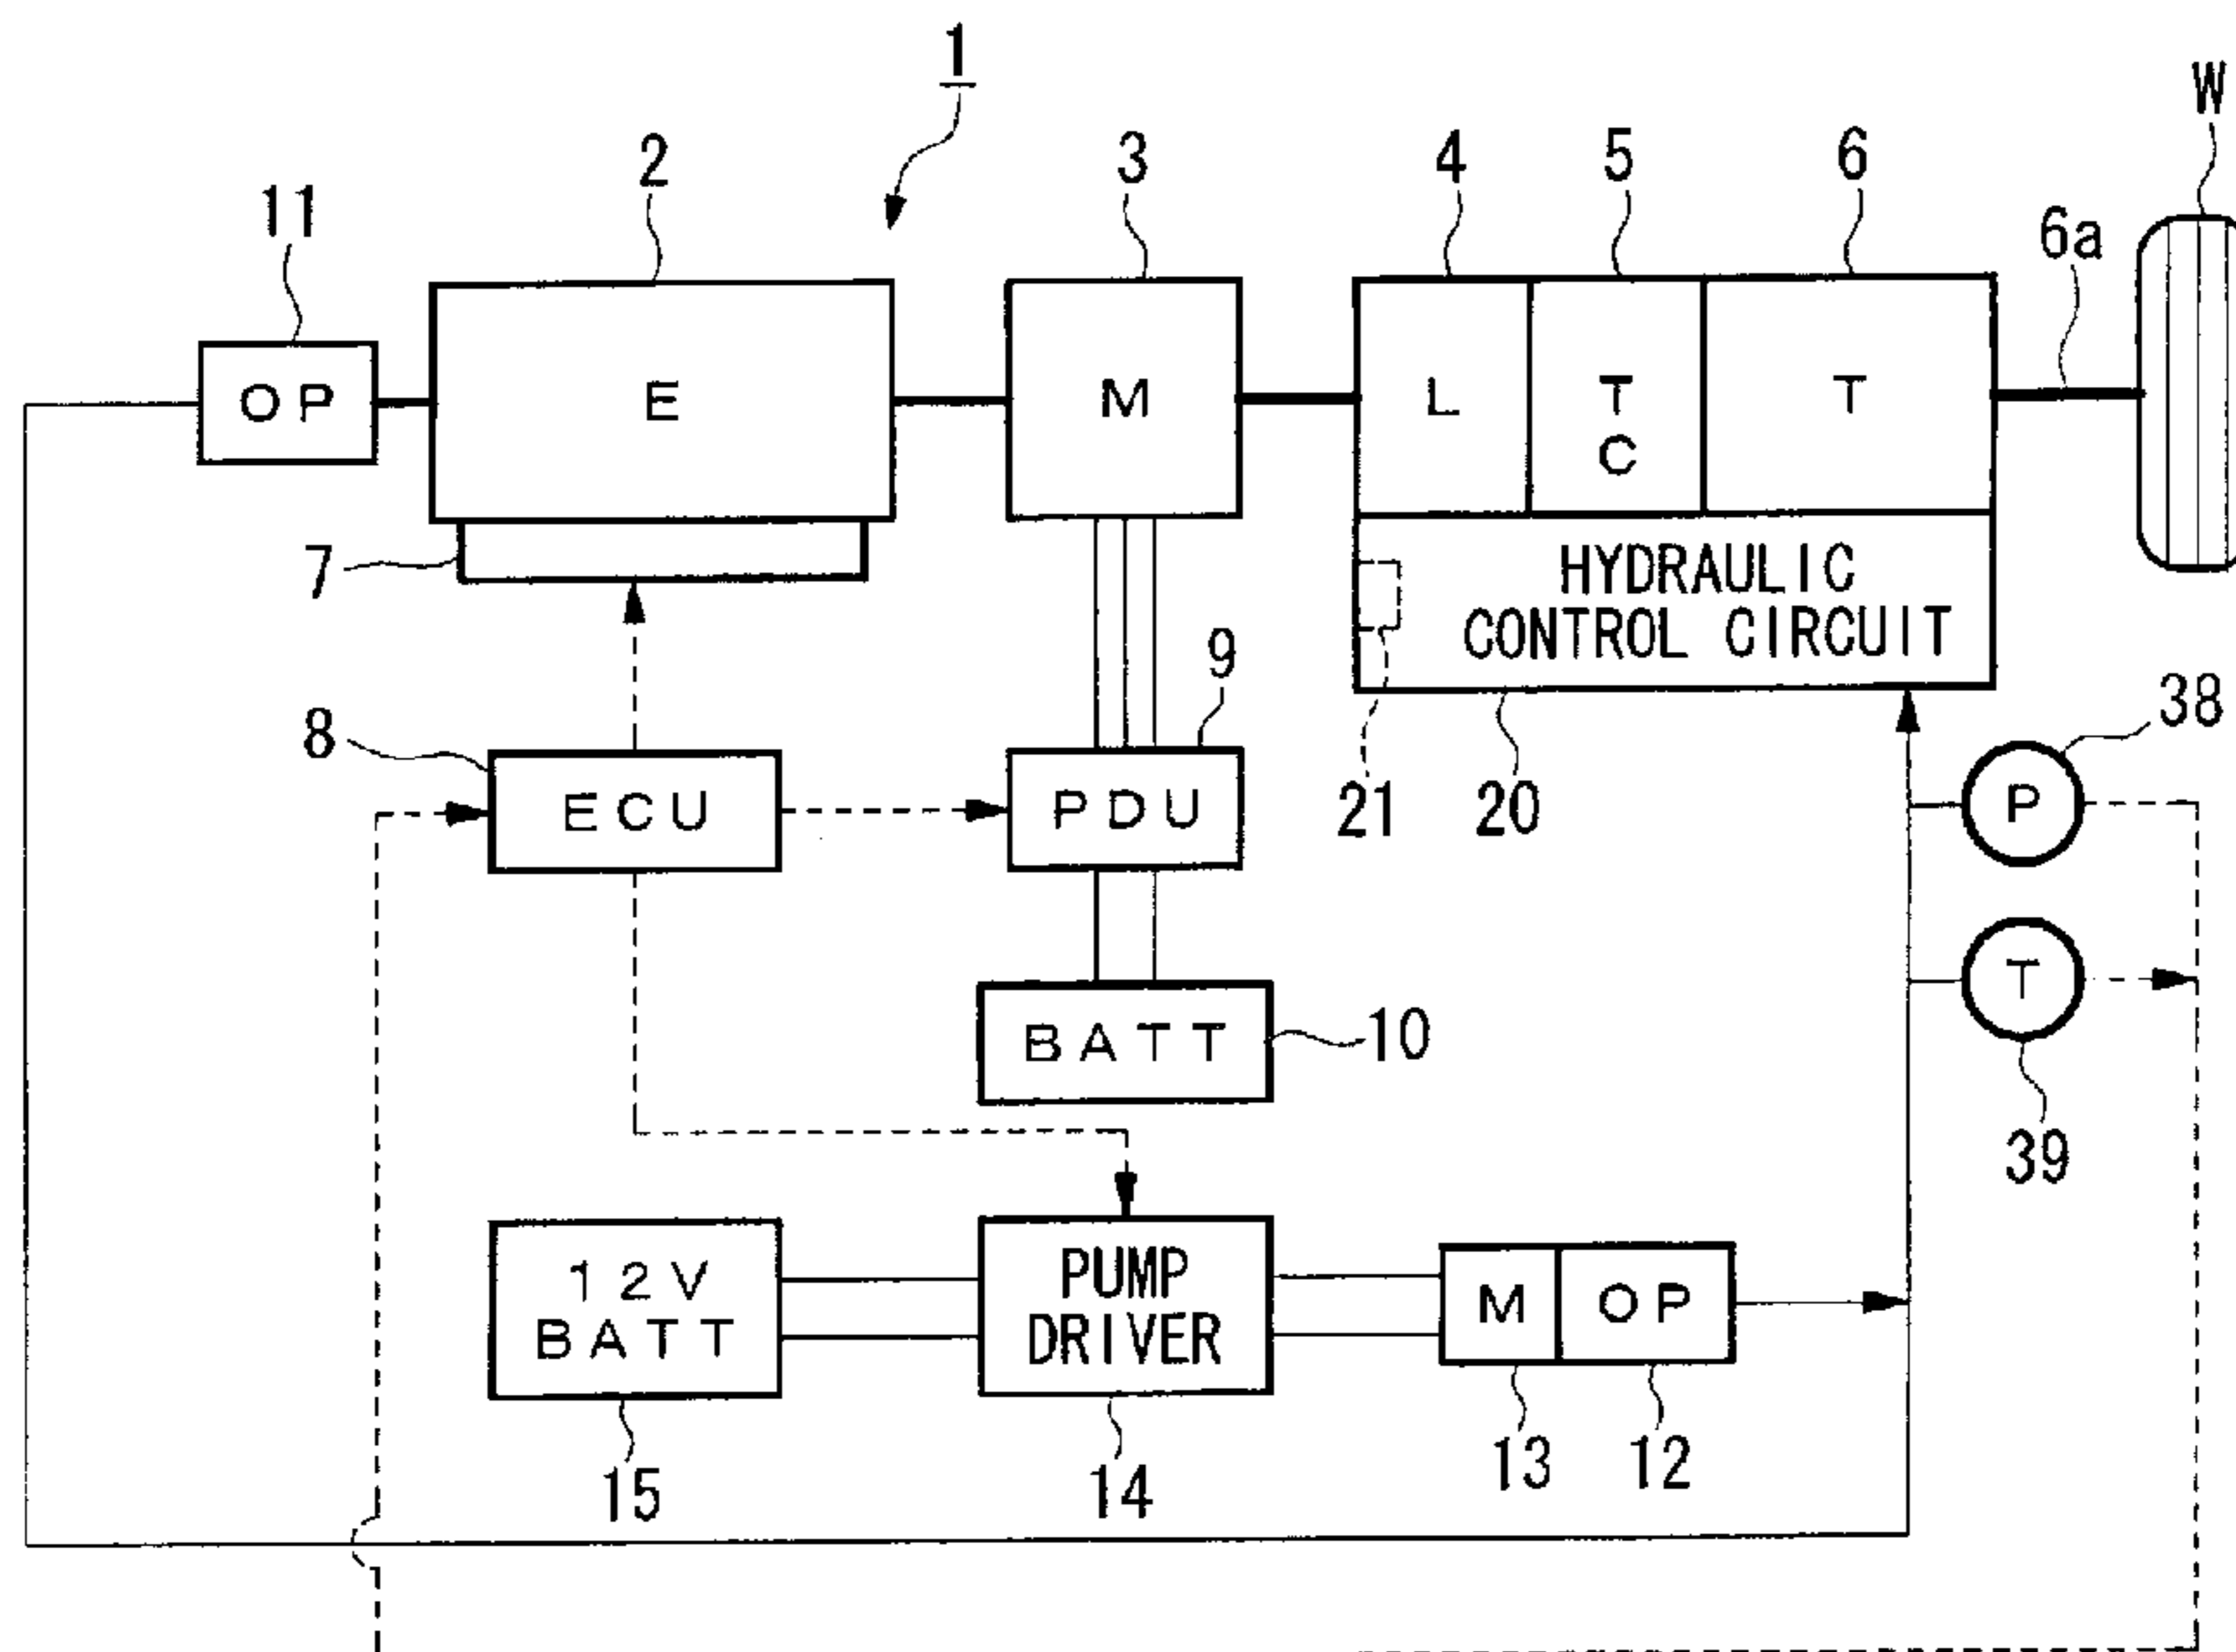 1
W
2
3
4
5
6
11
6a
OP
E
M
L
T
C
T
7
HYDRAULIC
CONTROL CIRCUIT
9
38
8
ECU
PDU
21
20
P
T
BATT
10
39
12V
BATT
PUMP
DRIVER
M
OP
13
12
15
14